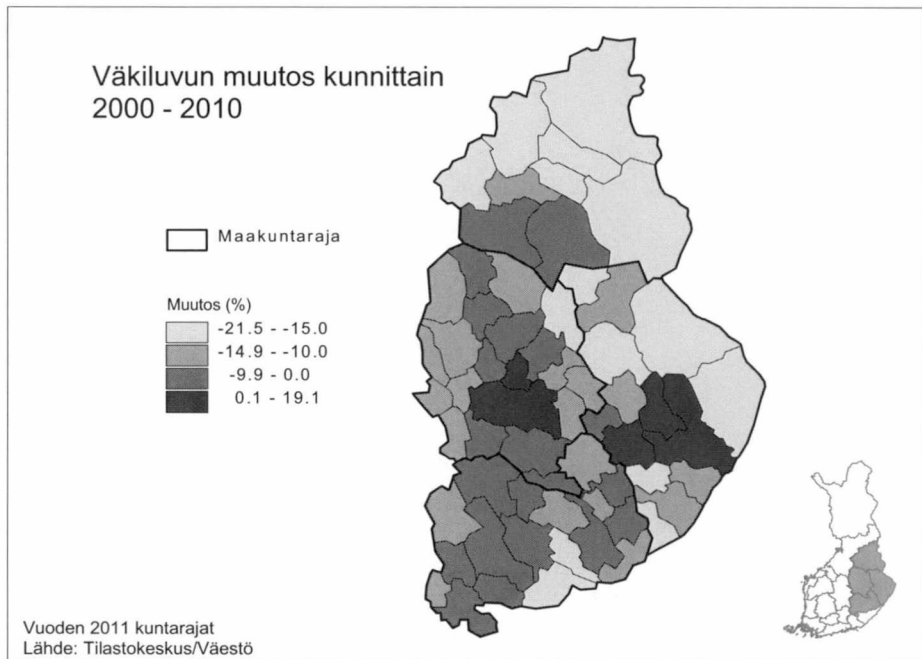 Väkiluvun muutos kunnittain
2000 - 2010
Maakuntaraja
Muutos (%)
-21.5 - -15.0
-14.9 - -10.0
-9.9 - 0.0
0.1 - 19.1
Vuoden 2011 kuntarajat
Lähde: Tilastokeskus/Väestö